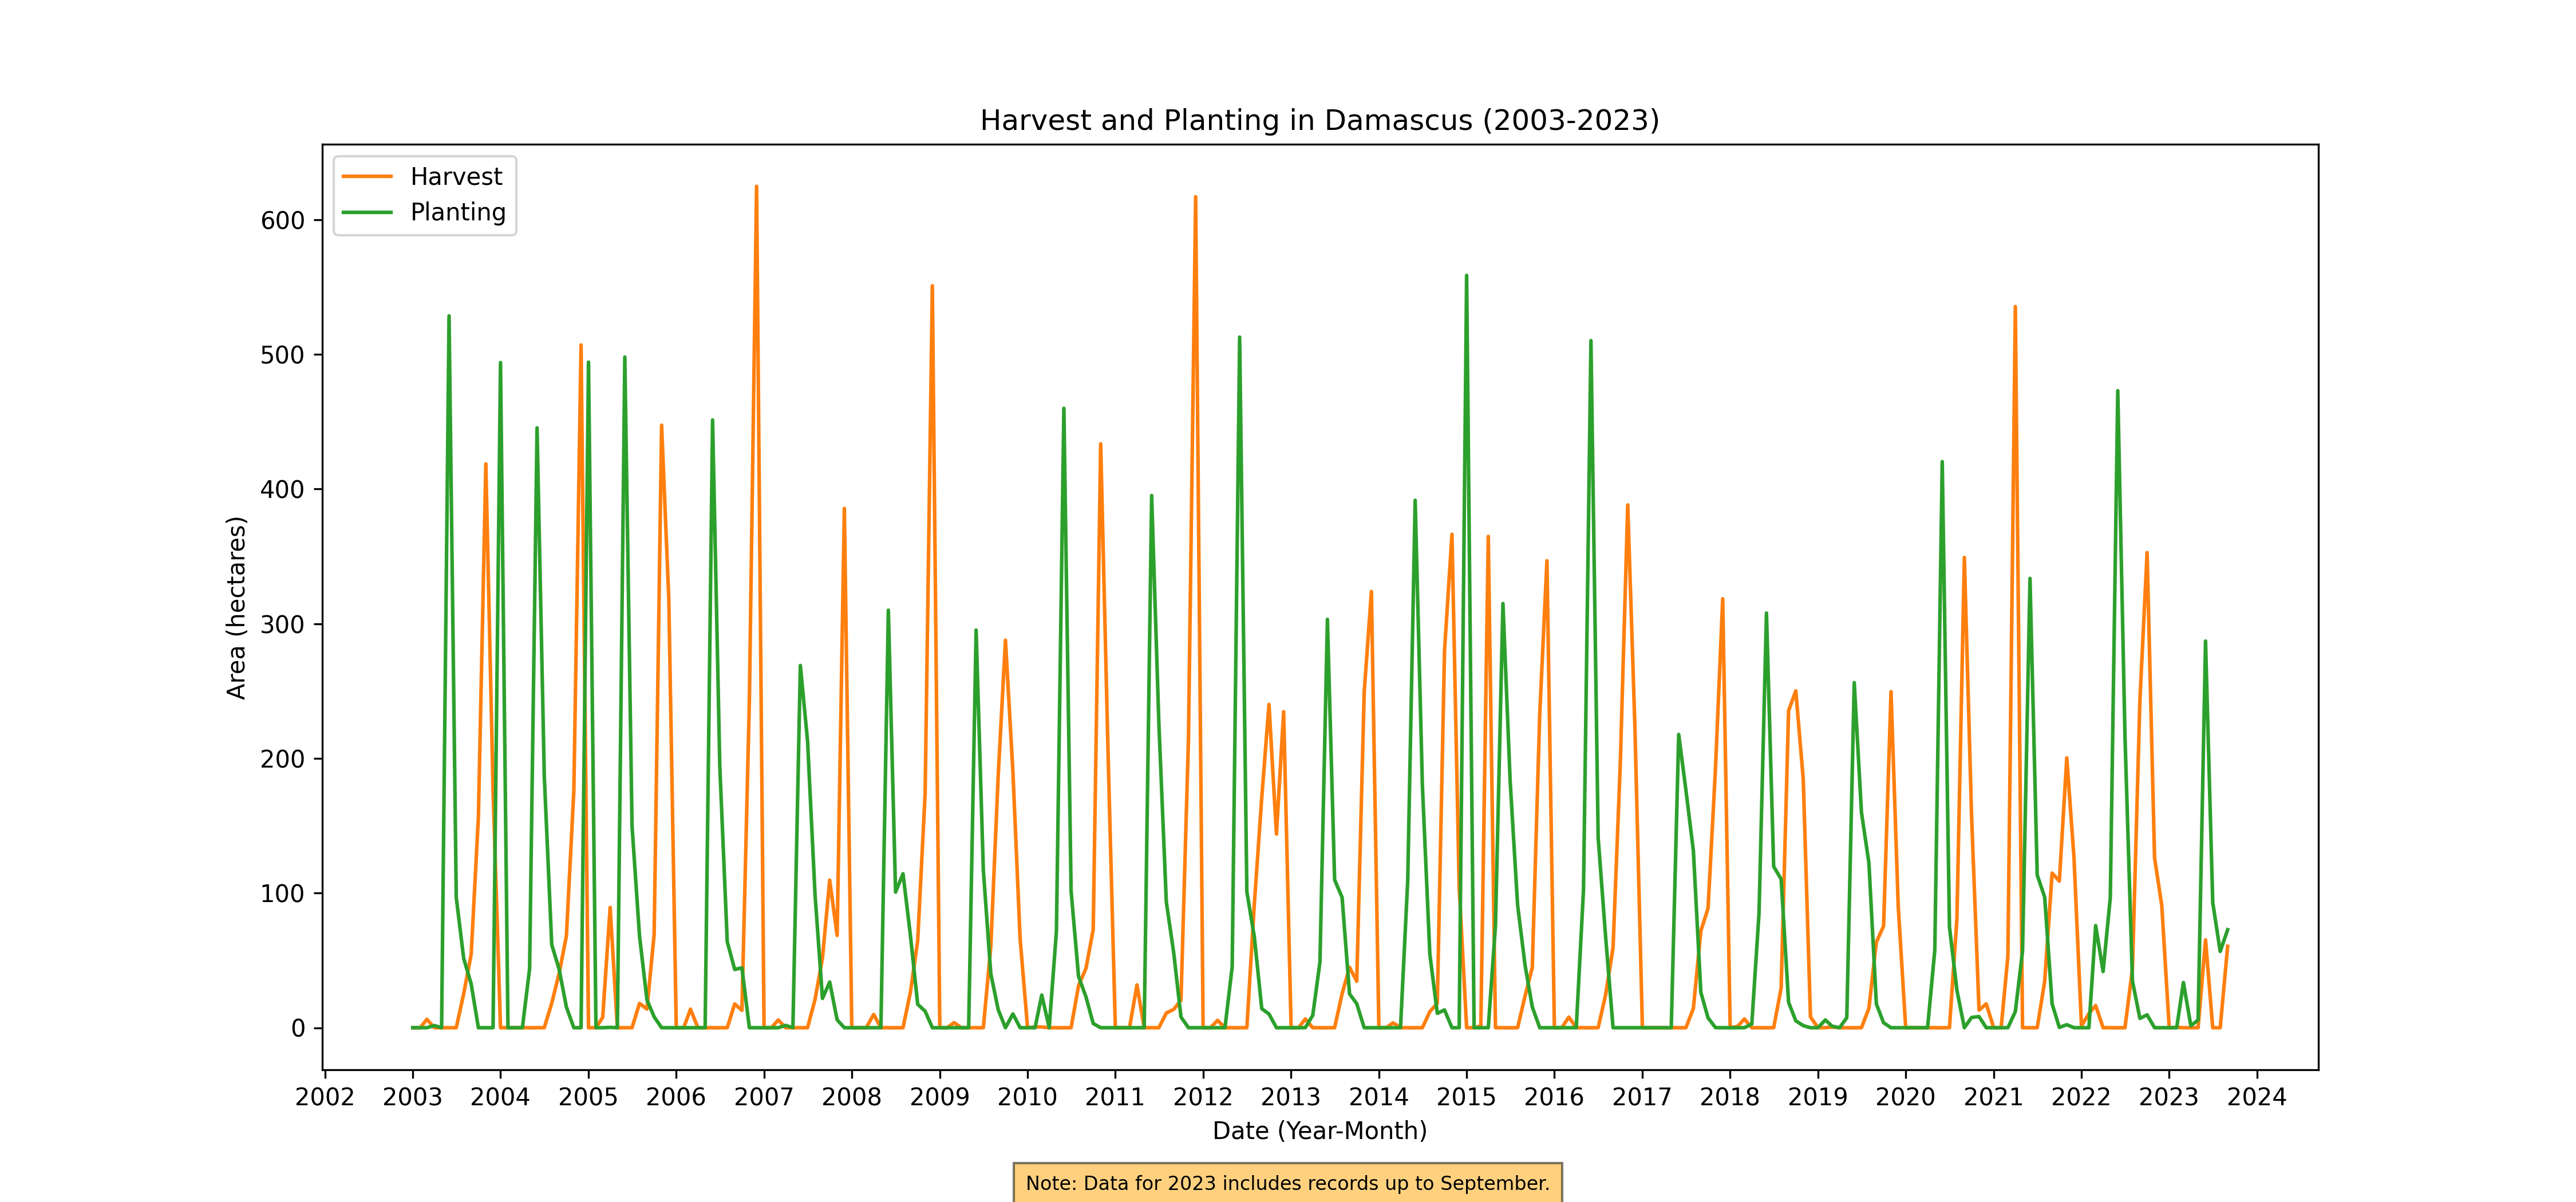 Harvest and Planting in Damascus (2003-2023)
Harvest
Planting
600
500
400
300
200
100
0
Area (hectares)
2002 2003 2004 2005 2006 2007 2008 2009 2010 2011 2012 2013 2014 2015 2016 2017 2018 2019 2020 2021 2022 2023 2024
Date (Year-Month)
Note: Data for 2023 includes records up to September.